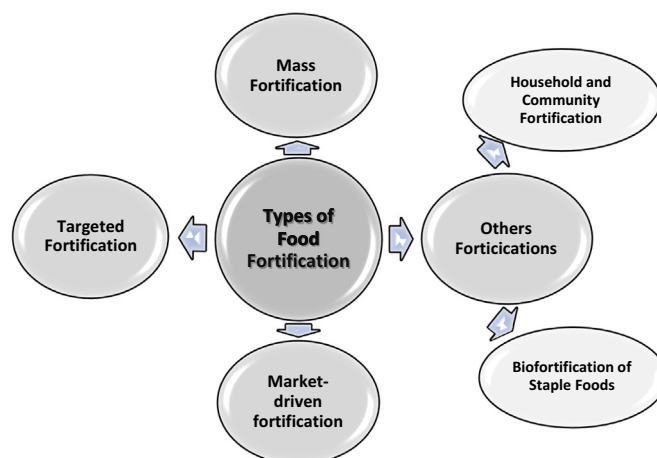 Mass
Fortification
Household and
Community
Fortification
Targeted
Fortification
Types of
Food
Fortification
Others
Forticications
Market-
driven
fortification
Biofortification of
Staple Foods